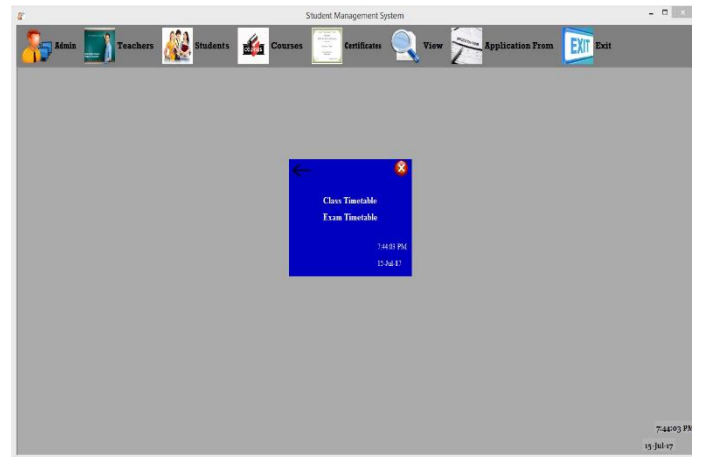 Student Management System
Admin Teachers Students Courses Certificates View Application From EXIT Exit
Class Timetable
Exam Timetable
7:44:03 PM
15-Jul-17
7:44:03 PM
15-Jul-17